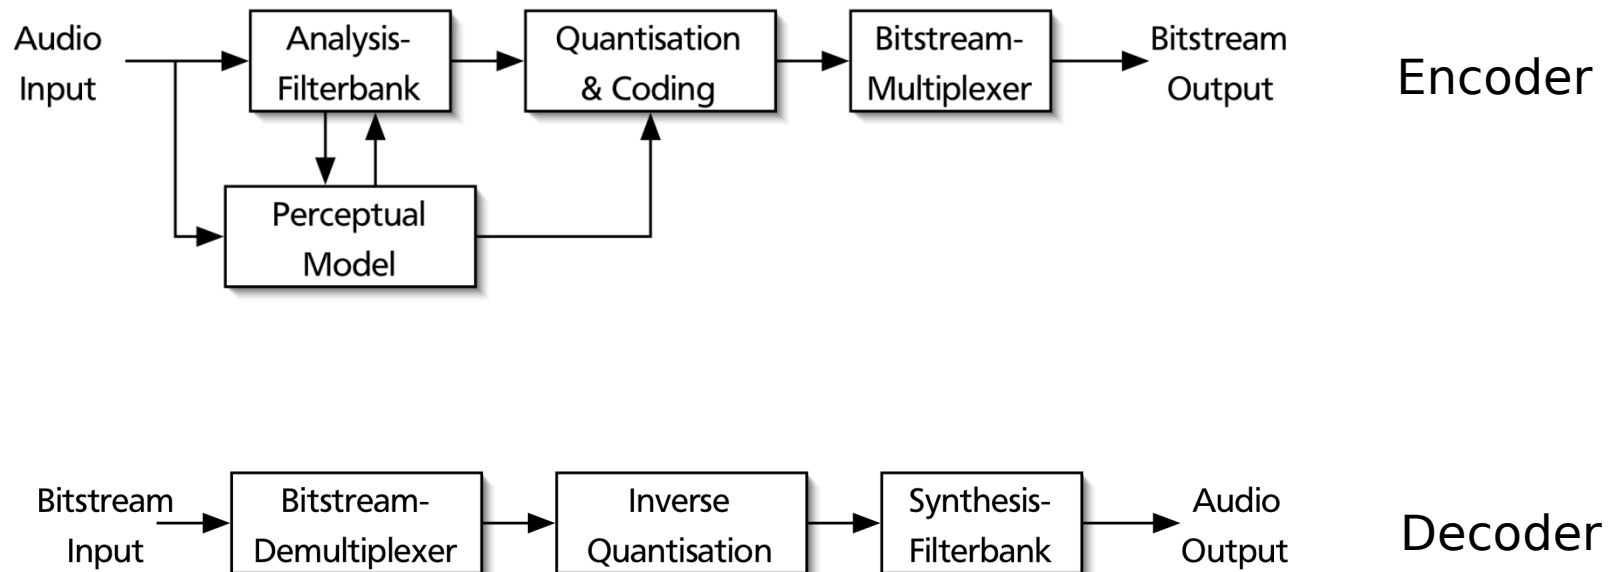 Audio
Input
Analysis-
Filterbank
Quantisation
& Coding
Bitstream-
Multiplexer
Bitstream
Output
Encoder
Perceptual
Model
Bitstream
Input
Bitstream-
Demultiplexer
Inverse
Quantisation
Synthesis-
Filterbank
Audio
Output
Decoder